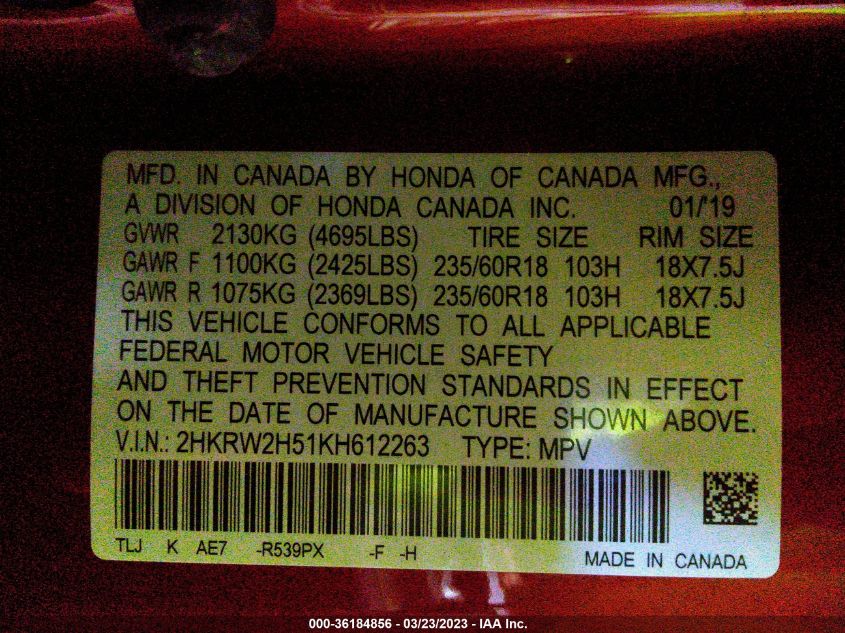 MFD. IN CANADA BY HONDA OF CANADA MFG.,
A DIVISION OF HONDA CANADA INC. 01/'19
GVWR 2130KG (4695LBS) TIRE SIZE RIM SIZE
GAWR F 1100KG (2425LBS) 235/60R18 103H 18X7.5J
GAWR R 1075KG (2369LBS) 235/60R18 103H 18X7.5J
THIS VEHICLE CONFORMS TO ALL APPLICABLE
FEDERAL MOTOR VEHICLE SAFETY
AND THEFT PREVENTION STANDARDS IN EFFECT
ON THE DATE OF MANUFACTURE SHOWN ABOVE.
V.I.N.: 2HKRW2H51KH612263 TYPE: MPV
TLJ K AE7 -R539PX -F -H
MADE IN CANADA
000-36184856 - 03/23/2023 - IAA Inc.